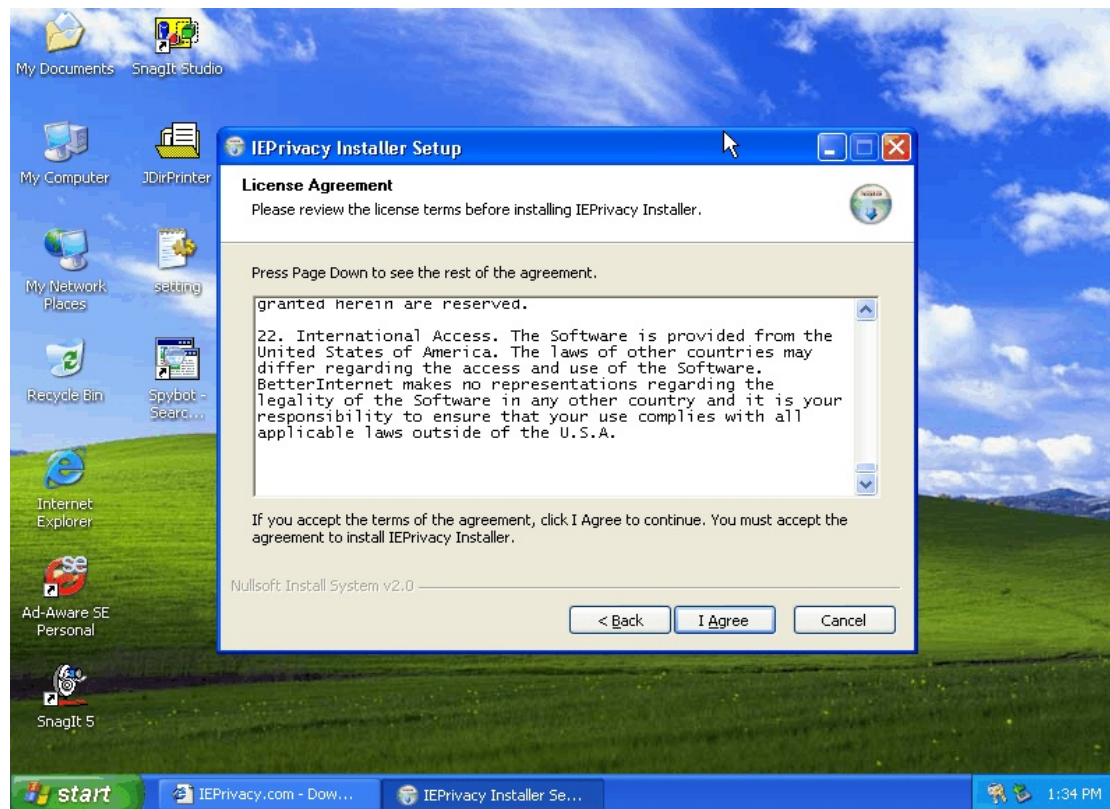 My Documents
SnagIt Studio
My Computer
JDirPrinter
My Network
Places
setting
Recycle Bin
Spybot -
Searc...
Internet
Explorer
Ad-Aware SE
Personal
SnagIt 5
IEPrivacy Installer Setup
License Agreement
Please review the license terms before installing IEPrivacy Installer.
Press Page Down to see the rest of the agreement.
granted herein are reserved.
22. International Access. The Software is provided from the
United States of America. The laws of other countries may
differ regarding the access and use of the Software.
BetterInternet makes no representations regarding the
legality of the Software in any other country and it is your
responsibility to ensure that your use complies with all
applicable laws outside of the U.S.A.
If you accept the terms of the agreement, click I Agree to continue. You must accept the
agreement to install IEPrivacy Installer.
Nullsoft Install System v2.0
< Back
I Agree
Cancel
start
IEPrivacy.com - Dow...
IEPrivacy Installer Se...
1:34 PM